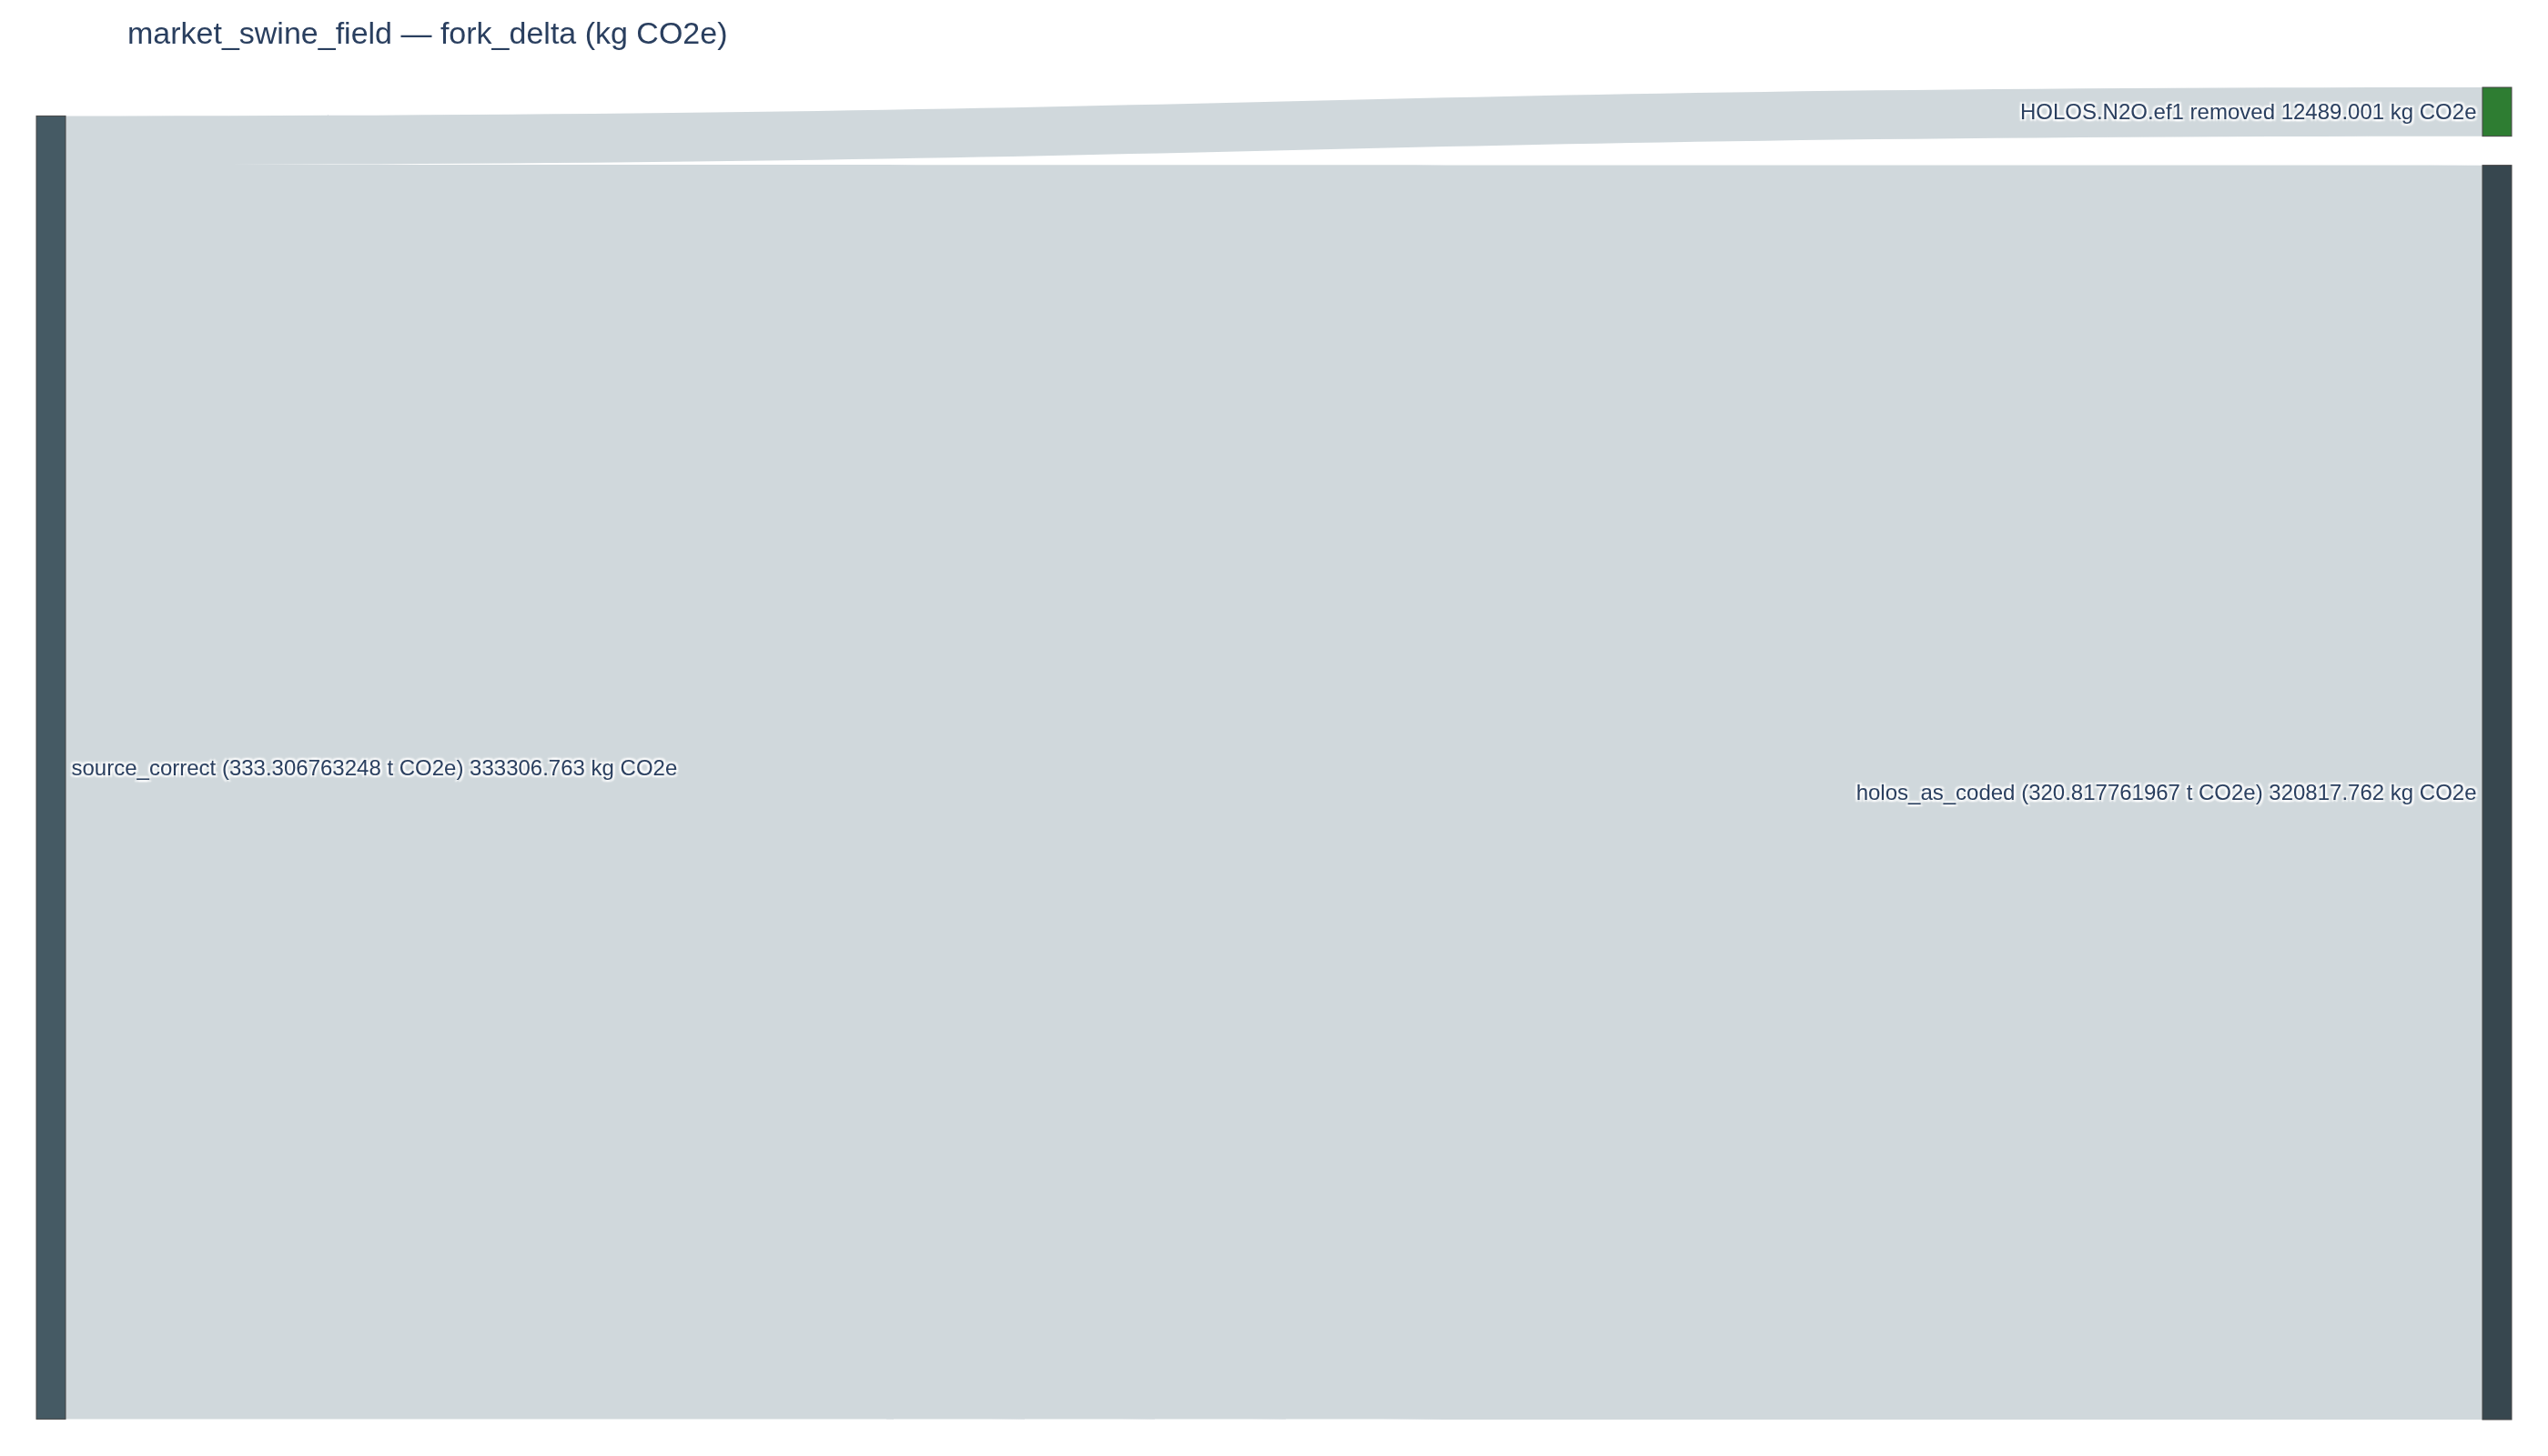 market_swine_field — fork_delta (kg CO2e)
HOLOS.N2O.ef1 removed 12489.001 kg CO2e
source_correct (333.306763248 t CO2e) 333306.763 kg CO2e
holos_as_coded (320.817761967 t CO2e) 320817.762 kg CO2e